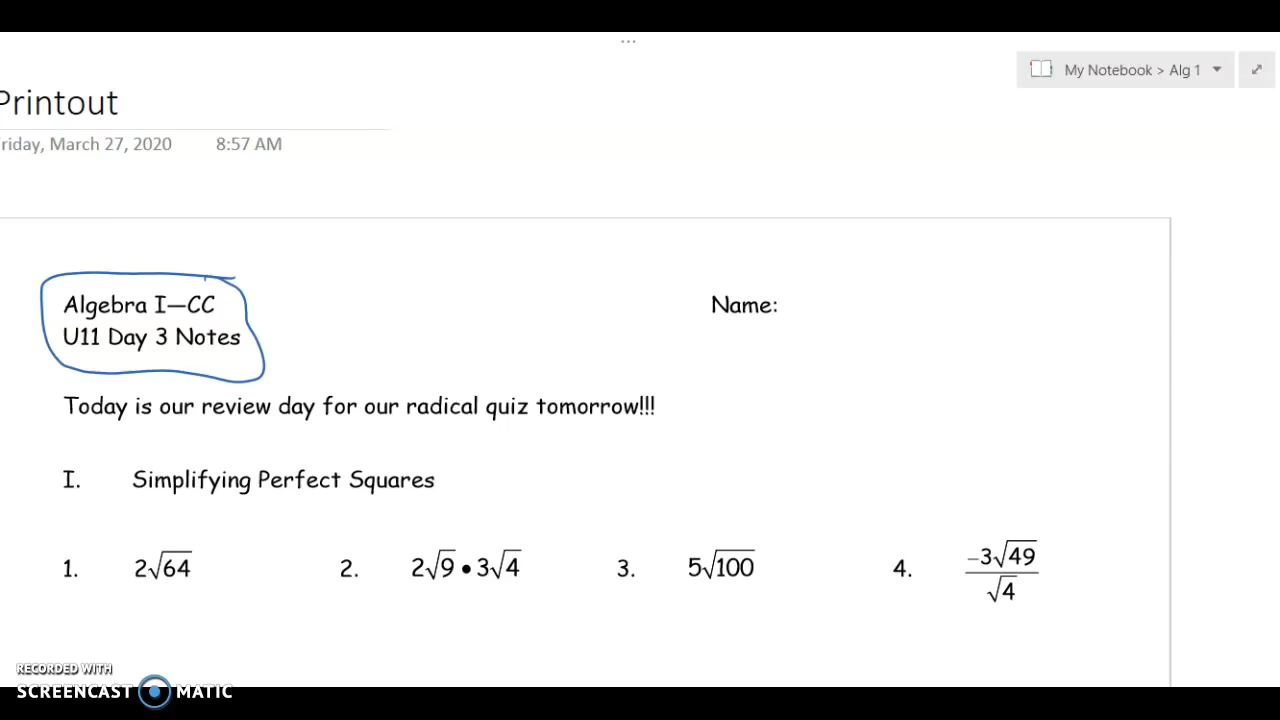 ...
My Notebook > Alg 1
Printout
riday, March 27, 2020 8:57 AM
Algebra I—CC Name:
U11 Day 3 Notes
Today is our review day for our radical quiz tomorrow!!!
I. Simplifying Perfect Squares
1. 2√64 2. 2√9 • 3√4 3. 5√100 4. −3√49 / √4
RECORDED WITH
SCREENCAST MATIC